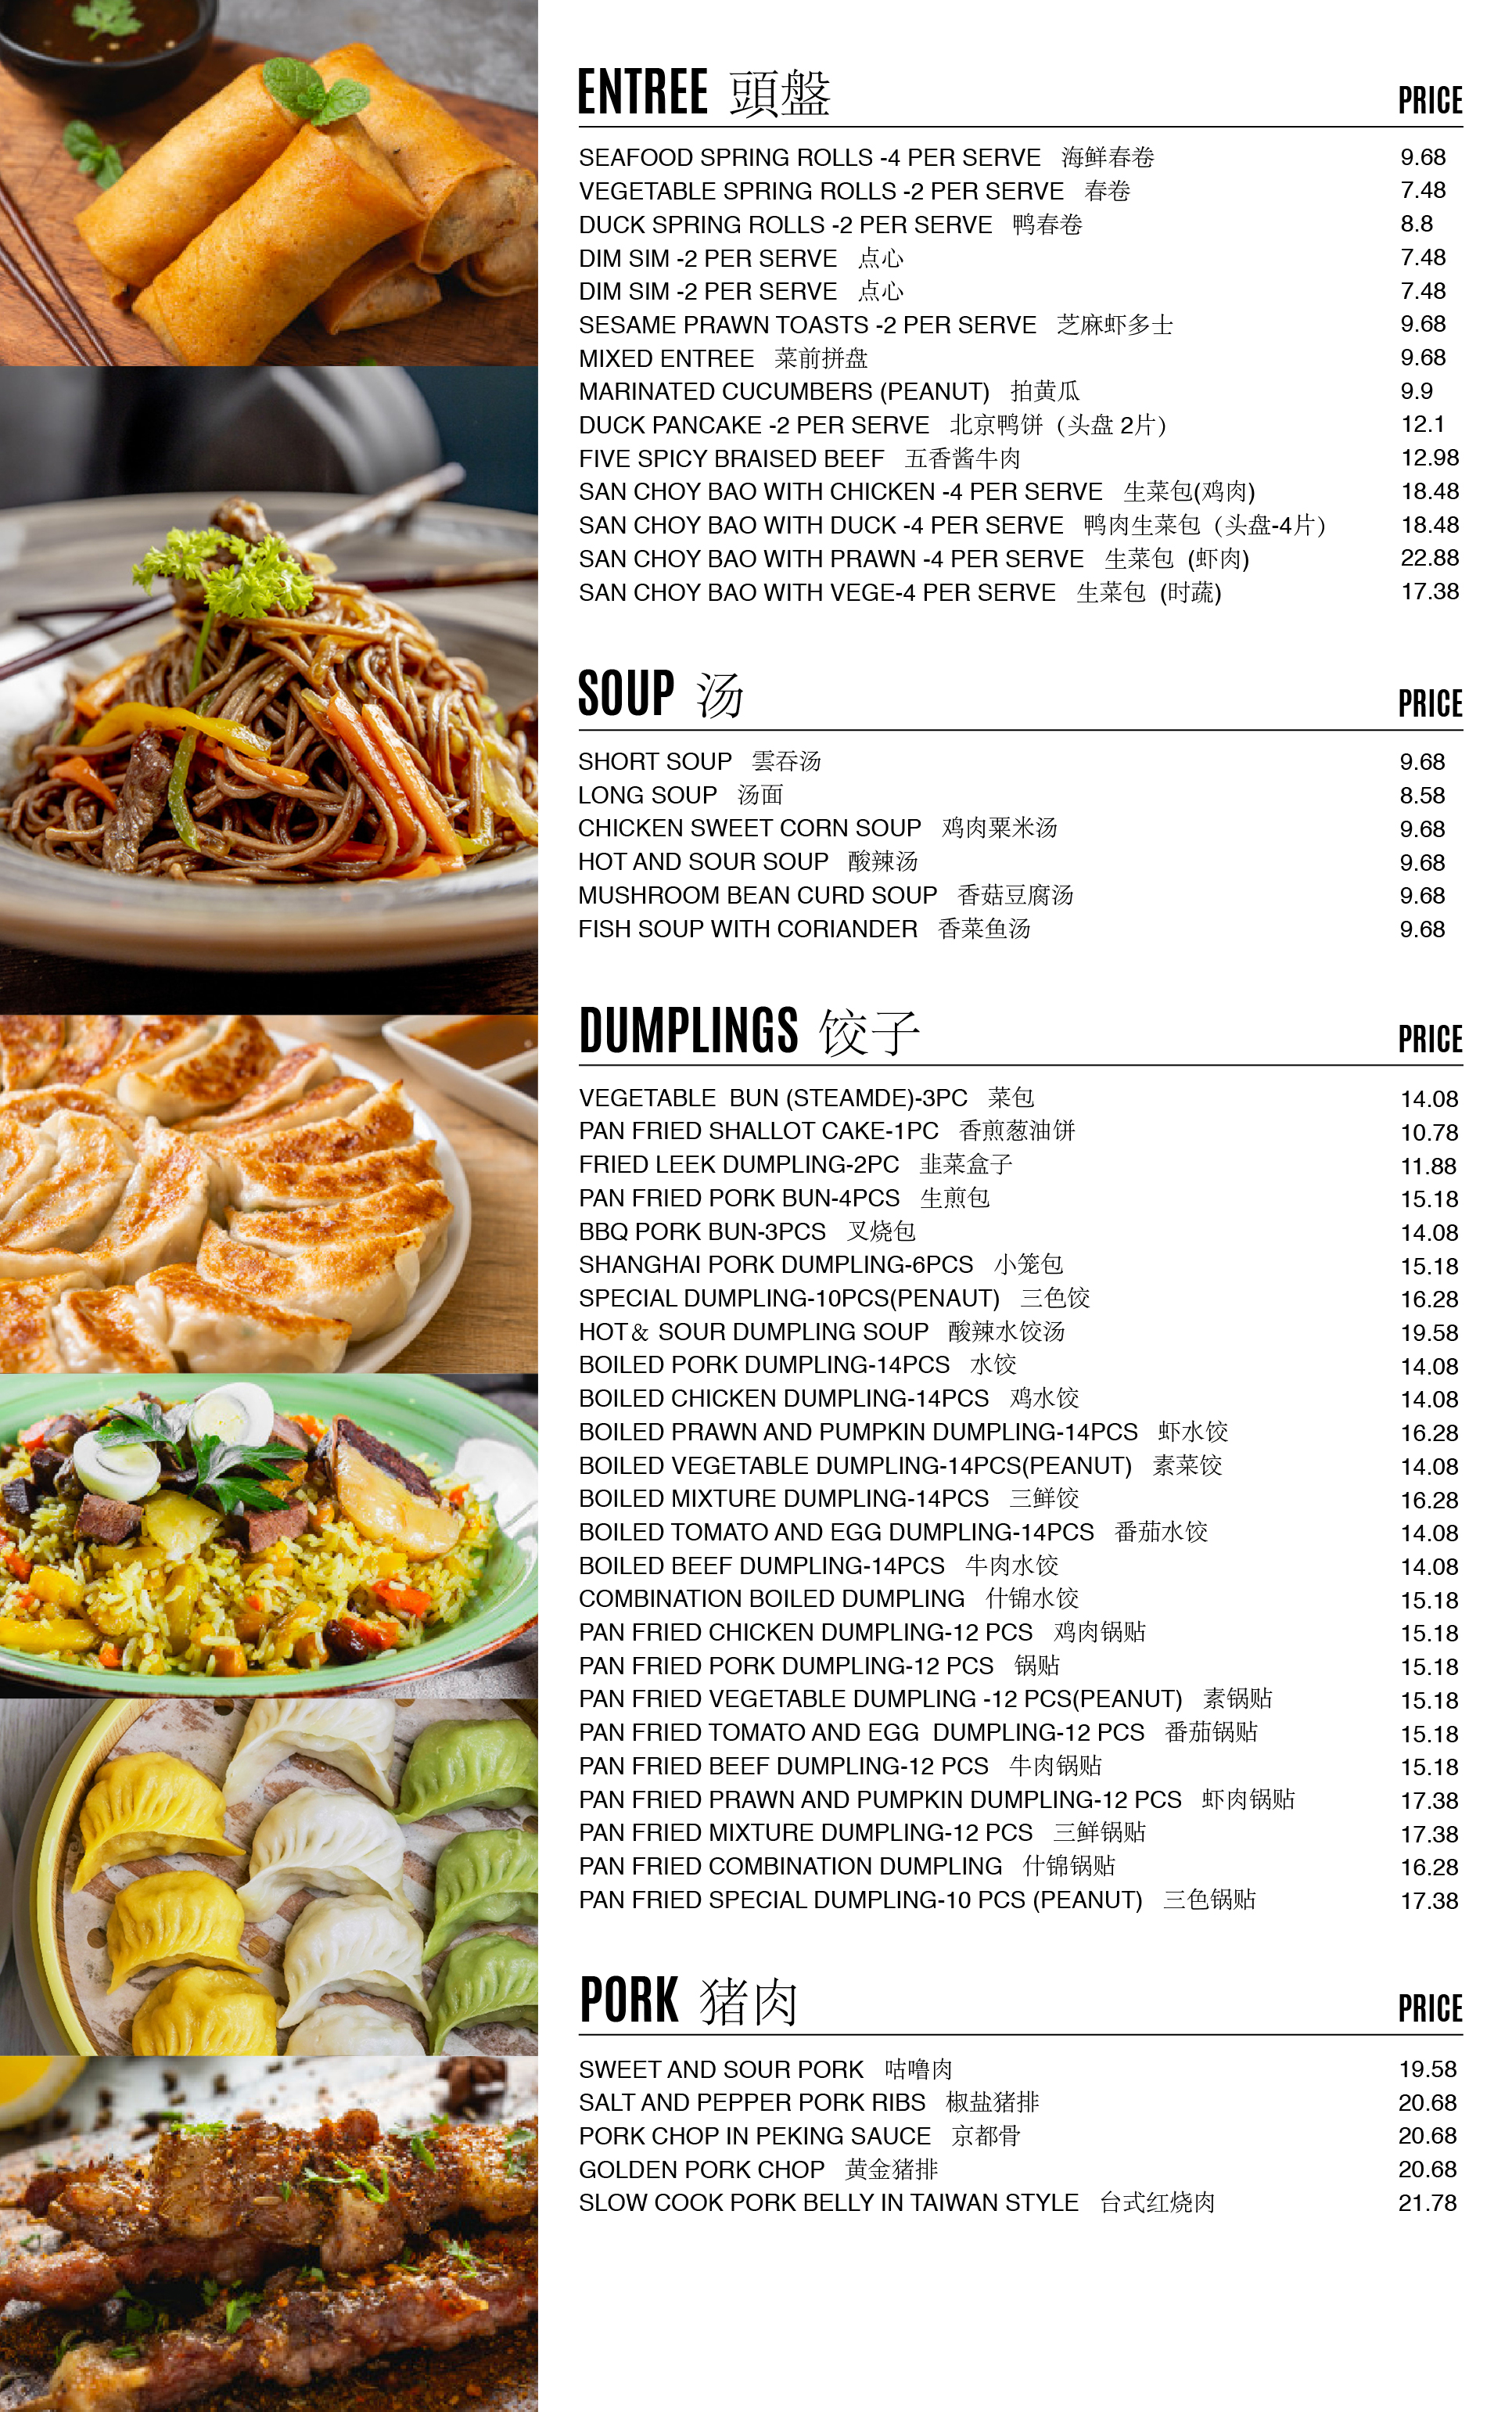 ENTREE 頭盤 PRICE
SEAFOOD SPRING ROLLS -4 PER SERVE 海鲜春卷 9.68
VEGETABLE SPRING ROLLS -2 PER SERVE 春卷 7.48
DUCK SPRING ROLLS -2 PER SERVE 鸭春卷 8.8
DIM SIM -2 PER SERVE 点心 7.48
DIM SIM -2 PER SERVE 点心 7.48
SESAME PRAWN TOASTS -2 PER SERVE 芝麻虾多士 9.68
MIXED ENTREE 菜前拼盘 9.68
MARINATED CUCUMBERS (PEANUT) 拍黄瓜 9.9
DUCK PANCAKE -2 PER SERVE 北京鸭饼（头盘 2片） 12.1
FIVE SPICY BRAISED BEEF 五香酱牛肉 12.98
SAN CHOY BAO WITH CHICKEN -4 PER SERVE 生菜包(鸡肉) 18.48
SAN CHOY BAO WITH DUCK -4 PER SERVE 鸭肉生菜包（头盘-4片） 18.48
SAN CHOY BAO WITH PRAWN -4 PER SERVE 生菜包 (虾肉) 22.88
SAN CHOY BAO WITH VEGE-4 PER SERVE 生菜包 (时蔬) 17.38
SOUP 汤 PRICE
SHORT SOUP 雲吞汤 9.68
LONG SOUP 汤面 8.58
CHICKEN SWEET CORN SOUP 鸡肉粟米汤 9.68
HOT AND SOUR SOUP 酸辣汤 9.68
MUSHROOM BEAN CURD SOUP 香菇豆腐汤 9.68
FISH SOUP WITH CORIANDER 香菜鱼汤 9.68
DUMPLINGS 饺子 PRICE
VEGETABLE BUN (STEAMDE)-3PC 菜包 14.08
PAN FRIED SHALLOT CAKE-1PC 香煎葱油饼 10.78
FRIED LEEK DUMPLING-2PC 韭菜盒子 11.88
PAN FRIED PORK BUN-4PCS 生煎包 15.18
BBQ PORK BUN-3PCS 叉烧包 14.08
SHANGHAI PORK DUMPLING-6PCS 小笼包 15.18
SPECIAL DUMPLING-10PCS(PENAUT) 三色饺 16.28
HOT& SOUR DUMPLING SOUP 酸辣水饺汤 19.58
BOILED PORK DUMPLING-14PCS 水饺 14.08
BOILED CHICKEN DUMPLING-14PCS 鸡水饺 14.08
BOILED PRAWN AND PUMPKIN DUMPLING-14PCS 虾水饺 16.28
BOILED VEGETABLE DUMPLING-14PCS(PEANUT) 素菜饺 14.08
BOILED MIXTURE DUMPLING-14PCS 三鲜饺 16.28
BOILED TOMATO AND EGG DUMPLING-14PCS 番茄水饺 14.08
BOILED BEEF DUMPLING-14PCS 牛肉水饺 14.08
COMBINATION BOILED DUMPLING 什锦水饺 15.18
PAN FRIED CHICKEN DUMPLING-12 PCS 鸡肉锅贴 15.18
PAN FRIED PORK DUMPLING-12 PCS 锅贴 15.18
PAN FRIED VEGETABLE DUMPLING -12 PCS(PEANUT) 素锅贴 15.18
PAN FRIED TOMATO AND EGG DUMPLING-12 PCS 番茄锅贴 15.18
PAN FRIED BEEF DUMPLING-12 PCS 牛肉锅贴 15.18
PAN FRIED PRAWN AND PUMPKIN DUMPLING-12 PCS 虾肉锅贴 17.38
PAN FRIED MIXTURE DUMPLING-12 PCS 三鲜锅贴 17.38
PAN FRIED COMBINATION DUMPLING 什锦锅贴 16.28
PAN FRIED SPECIAL DUMPLING-10 PCS (PEANUT) 三色锅贴 17.38
PORK 猪肉 PRICE
SWEET AND SOUR PORK 咕噜肉 19.58
SALT AND PEPPER PORK RIBS 椒盐猪排 20.68
PORK CHOP IN PEKING SAUCE 京都骨 20.68
GOLDEN PORK CHOP 黄金猪排 20.68
SLOW COOK PORK BELLY IN TAIWAN STYLE 台式红烧肉 21.78